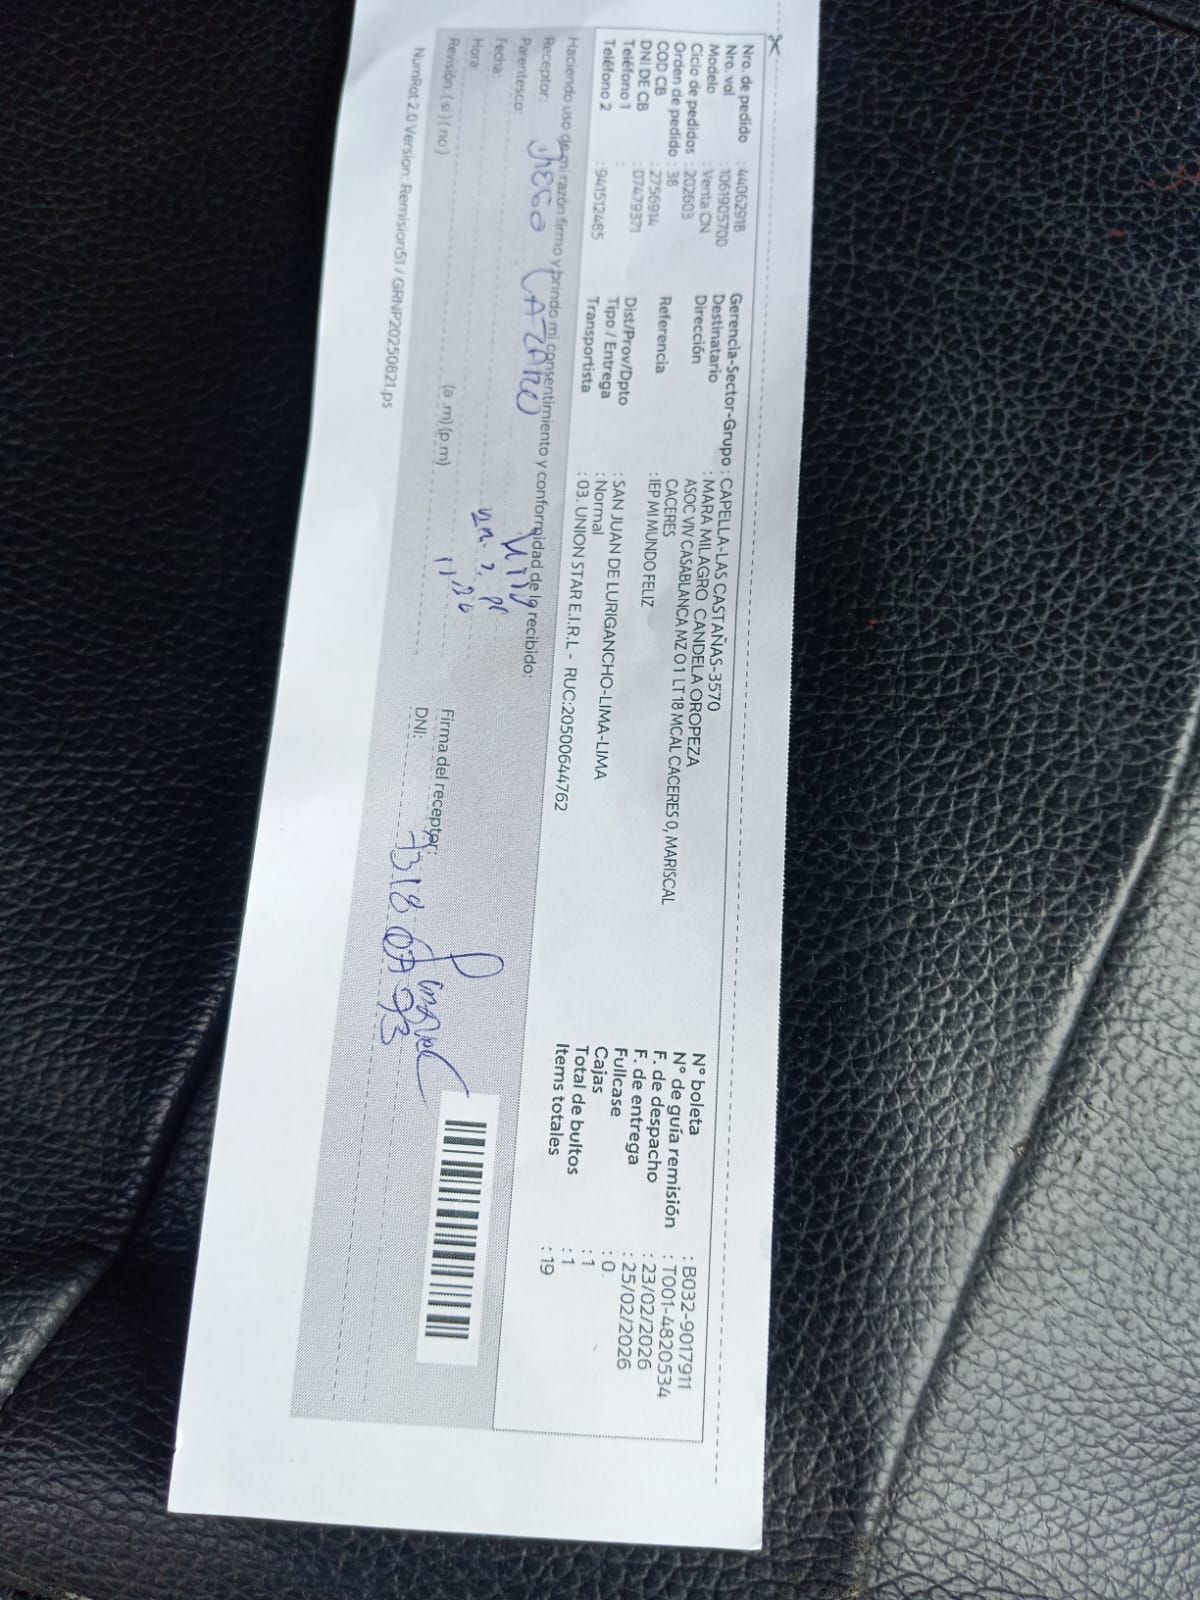 Nro. de pedido : 44062918
Nro. val : 1061905700
Modelo : Venta CN
Ciclo de pedidos : 202603
Orden de pedido : 38
COD CB : 2756914
DNI DE CB : 07479371
Teléfono 1 :
Teléfono 2 : 941512485
Gerencia-Sector-Grupo : CAPELLA-LAS CASTAÑAS-3570
Destinatario : MARA MILAGRO CANDELA OROPEZA
Dirección ASOC VIV CASABLANCA MZ O1 LT18 MCAL CACERES 0, MARISCAL
CACERES
Referencia : IEP MI MUNDO FELIZ
Dist/Prov/Dpto : SAN JUAN DE LURIGANCHO-LIMA-LIMA
Tipo / Entrega : Normal
Transportista : 03. UNION STAR E.I.R.L - RUC:20500644762
N° boleta : B032-9017911
N° de guía remisión : T001-4820534
F. de despacho : 23/02/2026
F. de entrega : 25/02/2026
Fullcase : 0
Cajas : 1
Total de bultos : 1
Items totales : 19
Haciendo uso de mi razón firmo y brindo mi consentimiento y conformidad de lo recibido:
Receptor:
Parentesco:
Fecha:
Hora: (a .m) (p .m)
Revisión: ( si ) ( no )
Firma del receptor:
DNI:
NumRot 2.0 Version: Remision51 / GRNP20250821.ps